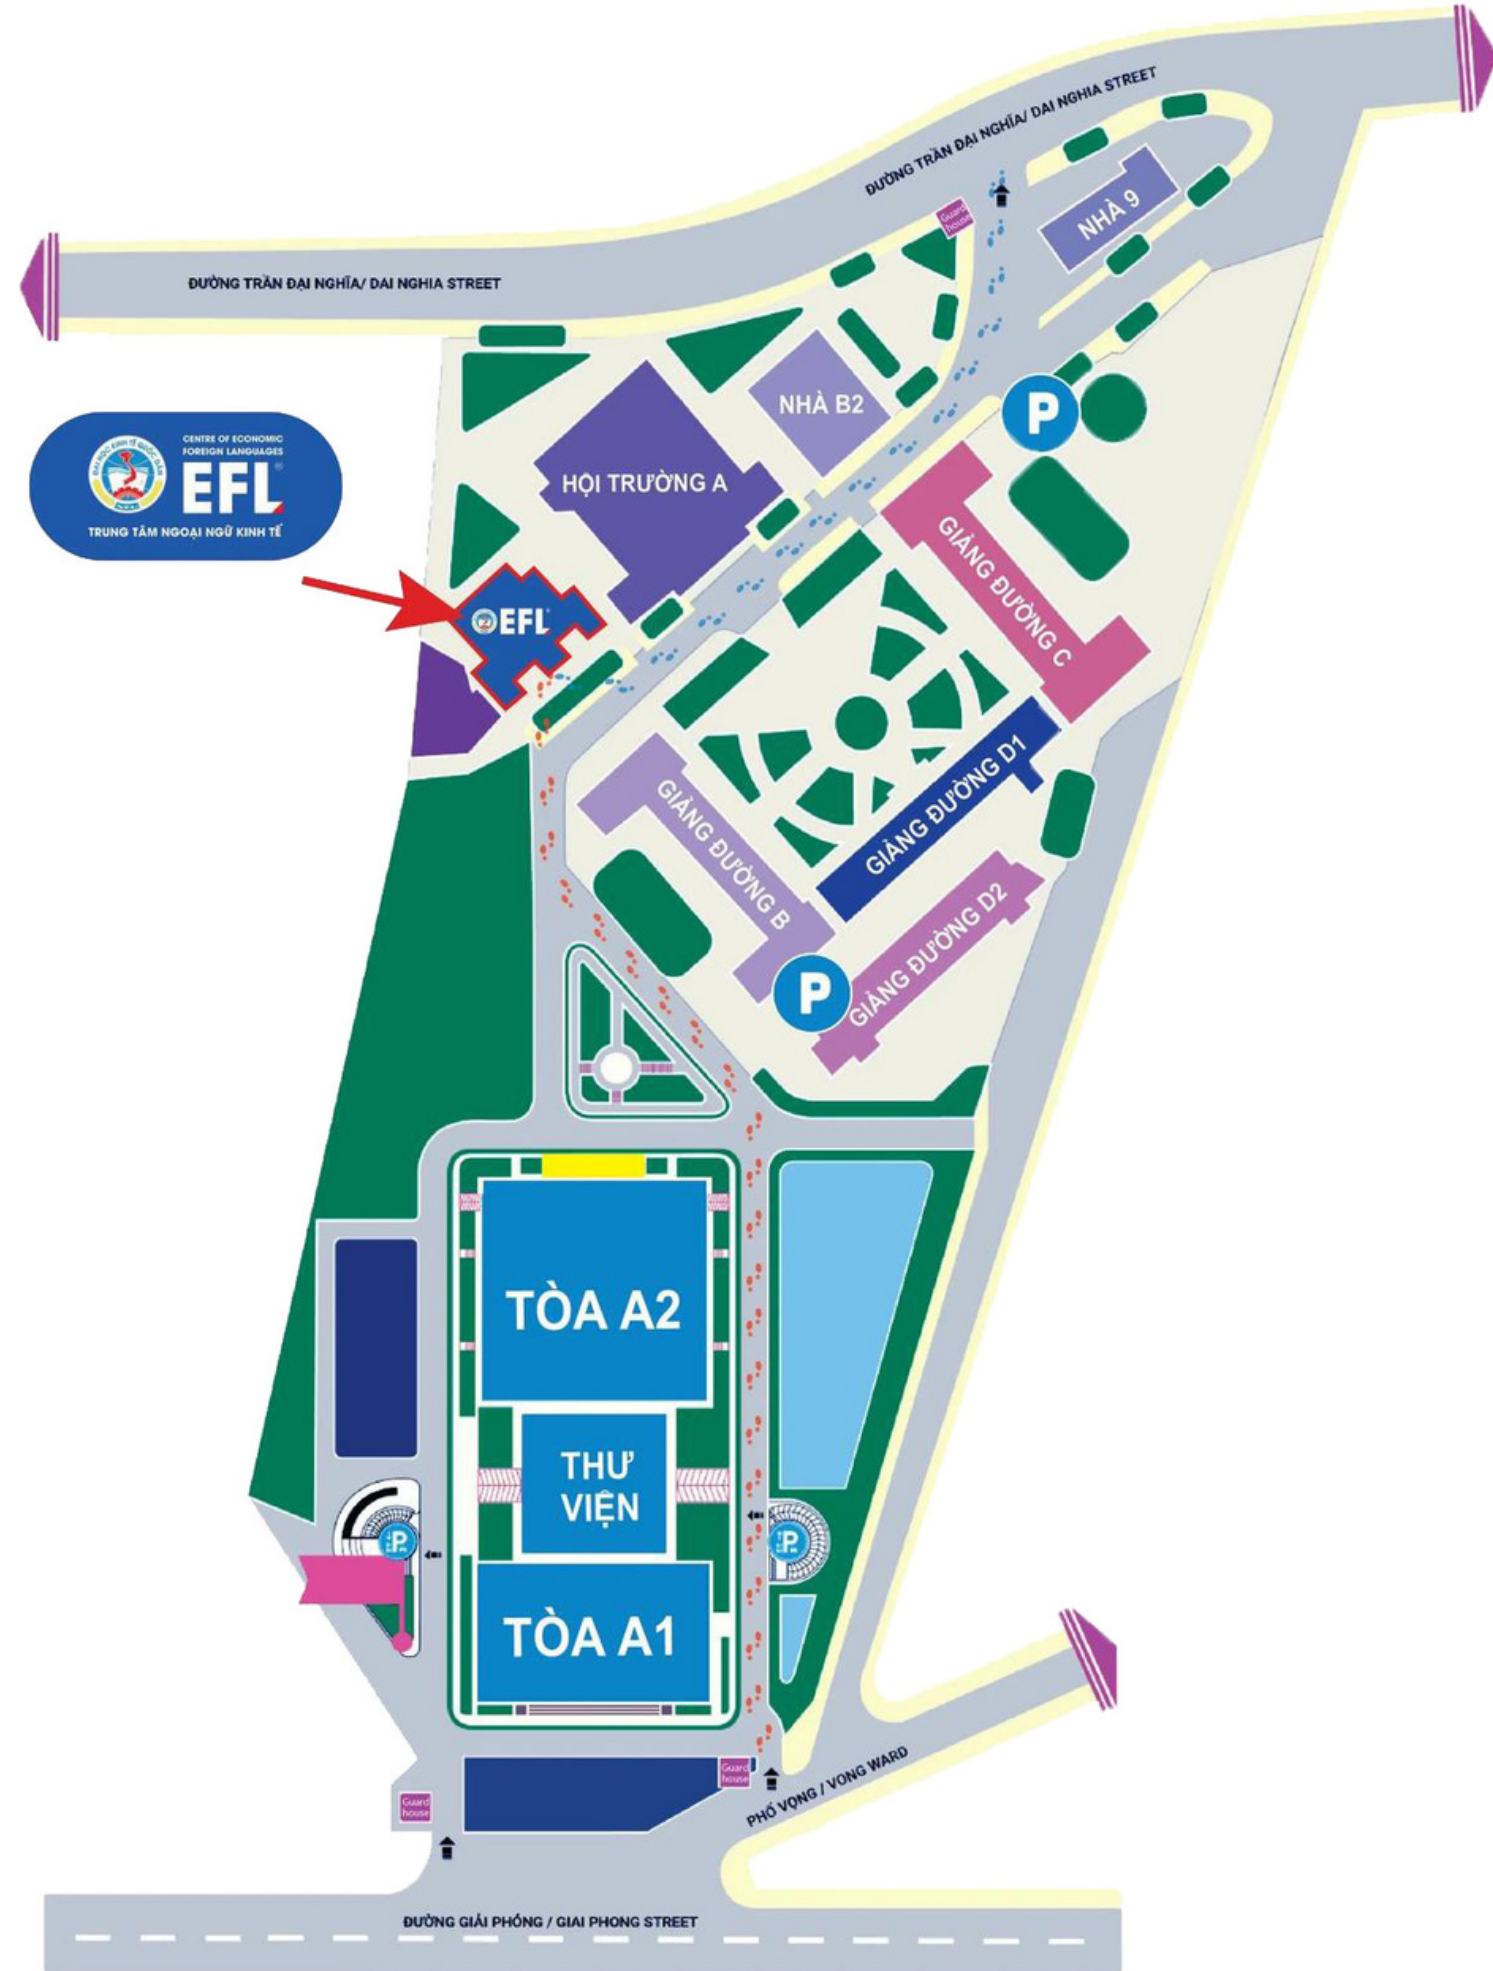 ĐƯỜNG TRẦN ĐẠI NGHĨA/ DAI NGHIA STREET
Guard
house
NHÀ 9
ĐƯỜNG TRẦN ĐẠI NGHĨA/ DAI NGHIA STREET
NHÀ B2
P
CENTRE OF ECONOMIC
FOREIGN LANGUAGES
EFL
TRUNG TÂM NGOẠI NGỮ KINH TẾ
HỘI TRƯỜNG A
GIẢNG ĐƯỜNG C
EFL
GIẢNG ĐƯỜNG D1
GIẢNG ĐƯỜNG B
GIẢNG ĐƯỜNG D2
P
TÒA A2
THƯ
VIỆN
P
P
TÒA A1
Guard
house
PHỐ VỌNG / VONG WARD
Guard
house
ĐƯỜNG GIẢI PHÓNG / GIAI PHONG STREET